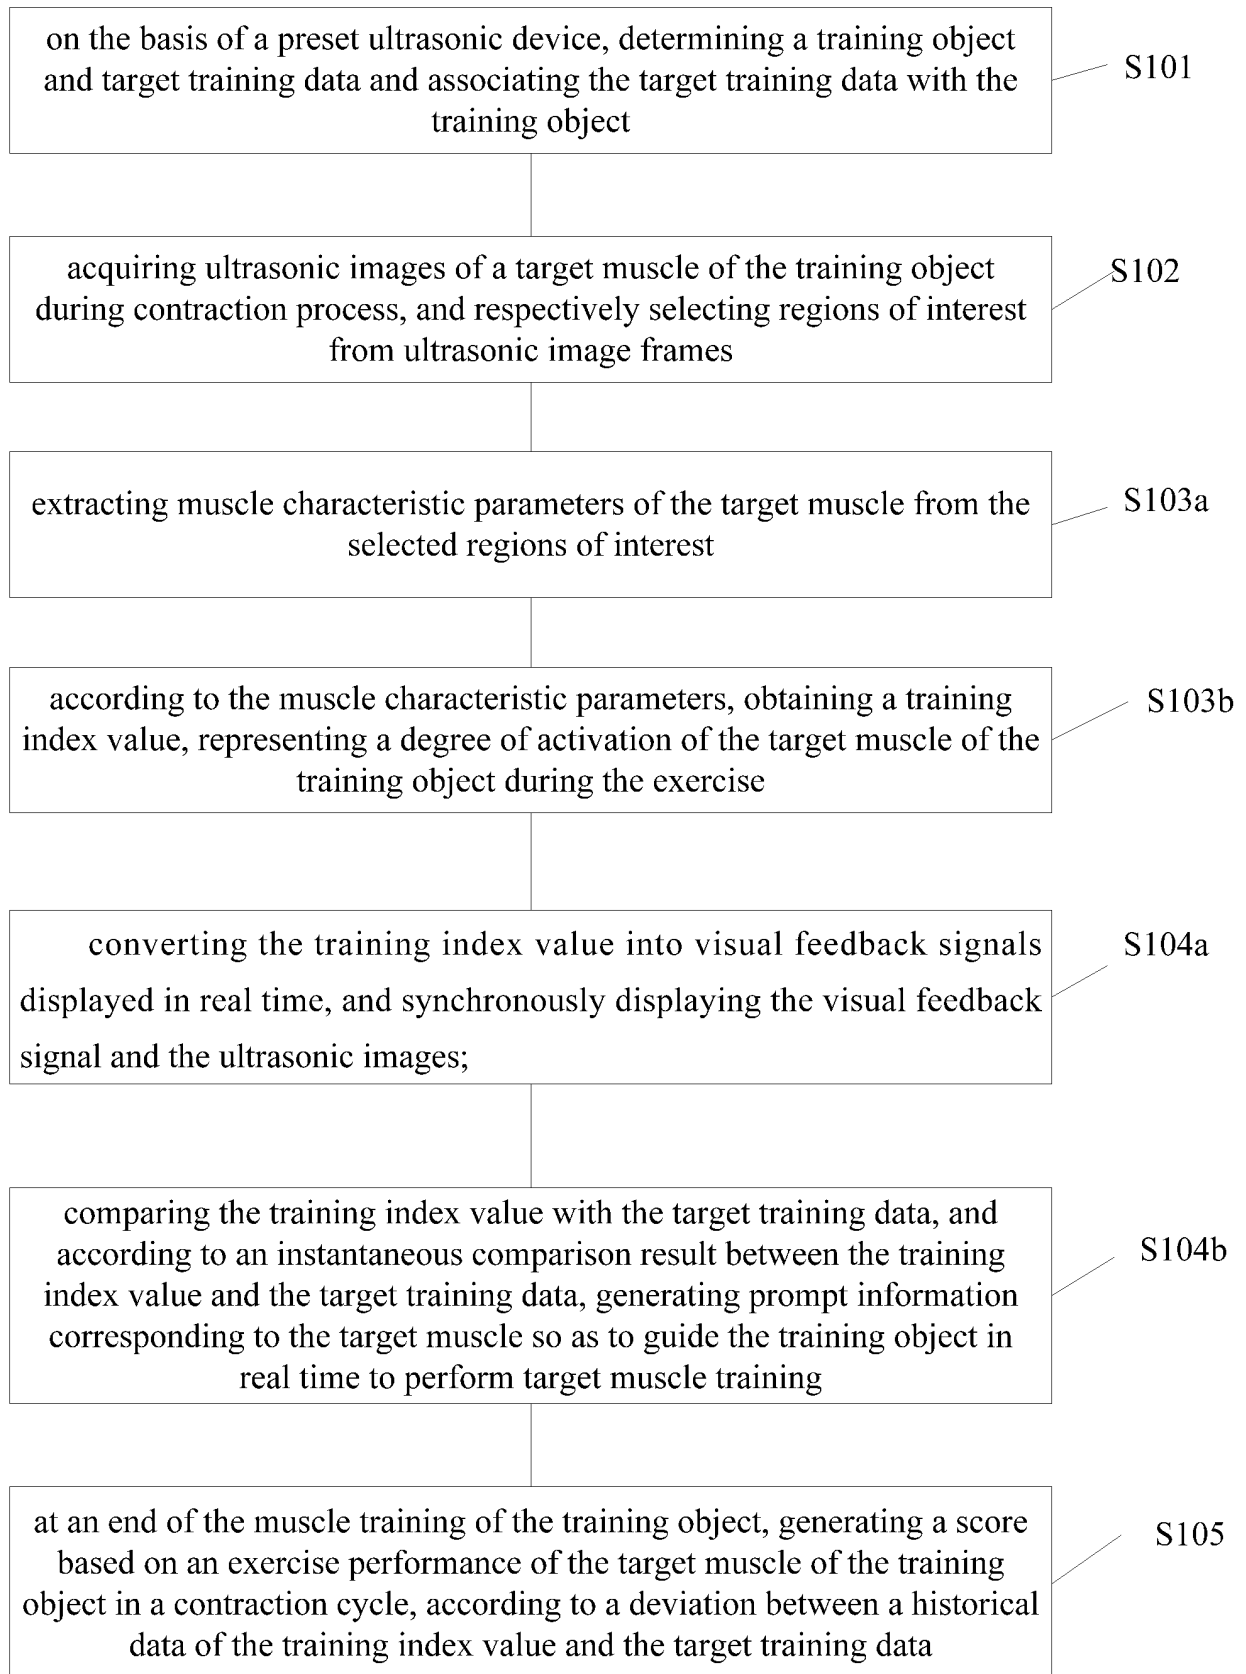 on the basis of a preset ultrasonic device, determining a training object
and target training data and associating the target training data with the
training object
S101
acquiring ultrasonic images of a target muscle of the training object
during contraction process, and respectively selecting regions of interest
from ultrasonic image frames
S102
extracting muscle characteristic parameters of the target muscle from the
selected regions of interest
S103a
according to the muscle characteristic parameters, obtaining a training
index value, representing a degree of activation of the target muscle of the
training object during the exercise
S103b
converting the training index value into visual feedback signals
displayed in real time, and synchronously displaying the visual feedback
signal and the ultrasonic images;
S104a
comparing the training index value with the target training data, and
according to an instantaneous comparison result between the training
index value and the target training data, generating prompt information
corresponding to the target muscle so as to guide the training object in
real time to perform target muscle training
S104b
at an end of the muscle training of the training object, generating a score
based on an exercise performance of the target muscle of the training
object in a contraction cycle, according to a deviation between a historical
data of the training index value and the target training data
S105